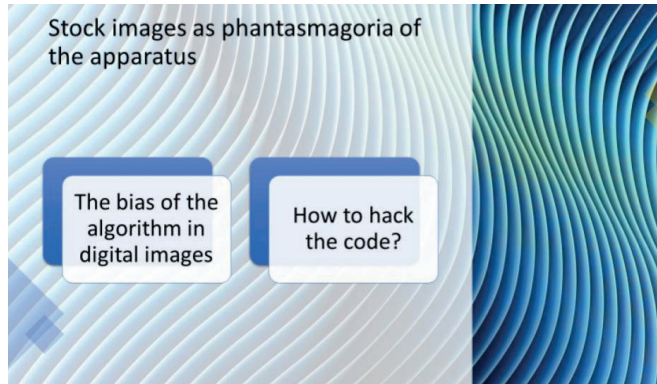 Stock images as phantasmagoria of
the apparatus
The bias of the
algorithm in
digital images
How to hack
the code?